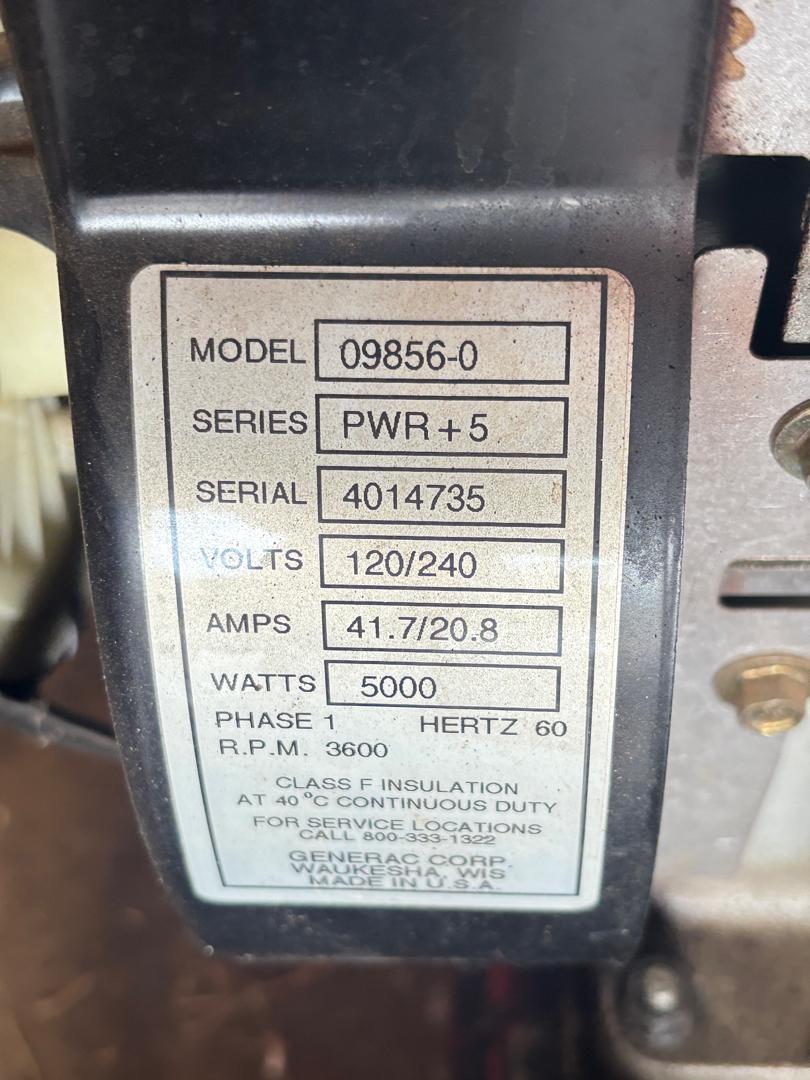 MODEL 09856-0
SERIES PWR+5
SERIAL 4014735
VOLTS 120/240
AMPS 41.7/20.8
WATTS 5000
PHASE 1 HERTZ 60
R.P.M. 3600
CLASS F INSULATION
AT 40 °C CONTINUOUS DUTY
FOR SERVICE LOCATIONS
CALL 800-333-1322
GENERAC CORP.
WAUKESHA, WIS
MADE IN U.S.A.